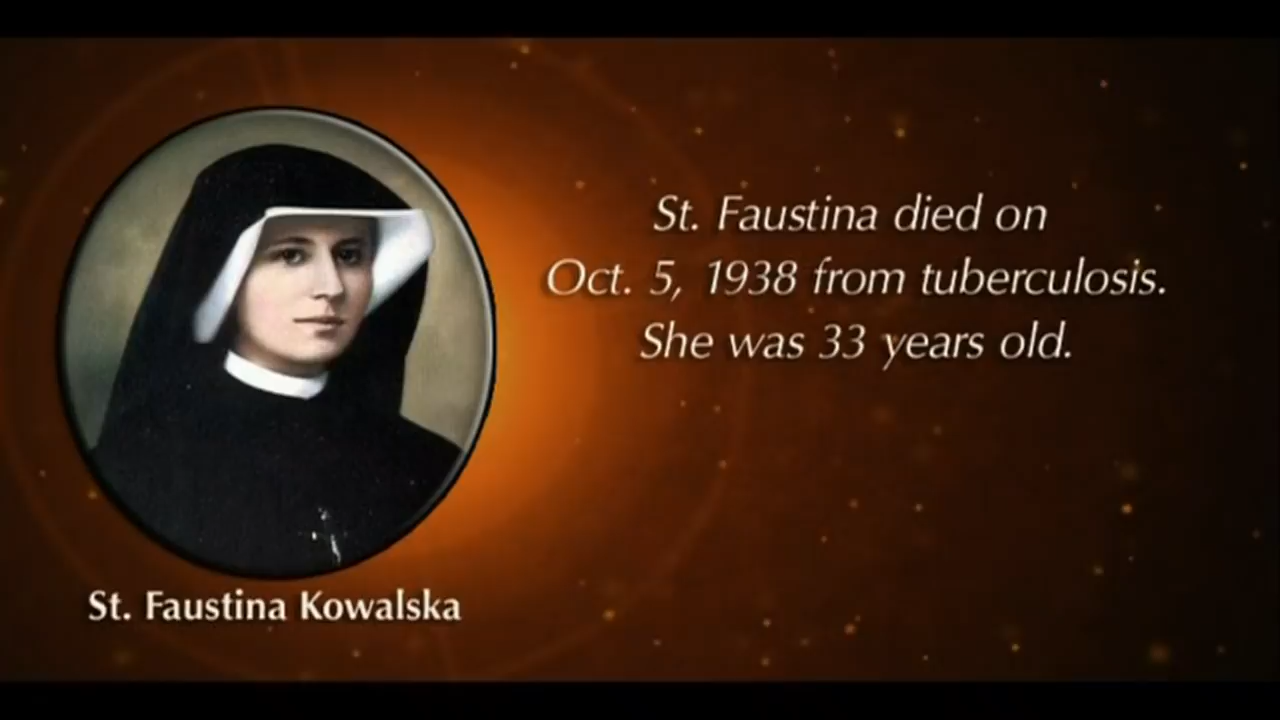 St. Faustina died on
Oct. 5, 1938 from tuberculosis.
She was 33 years old.
St. Faustina Kowalska